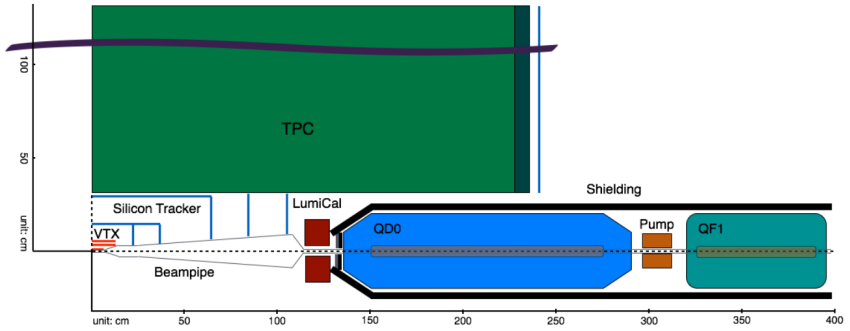 100
TPC
50
Shielding
LumiCal
Silicon Tracker
unit: cm
VTX
QD0
Pump
QF1
Beampipe
unit: cm
50
100
150
200
250
300
350
400